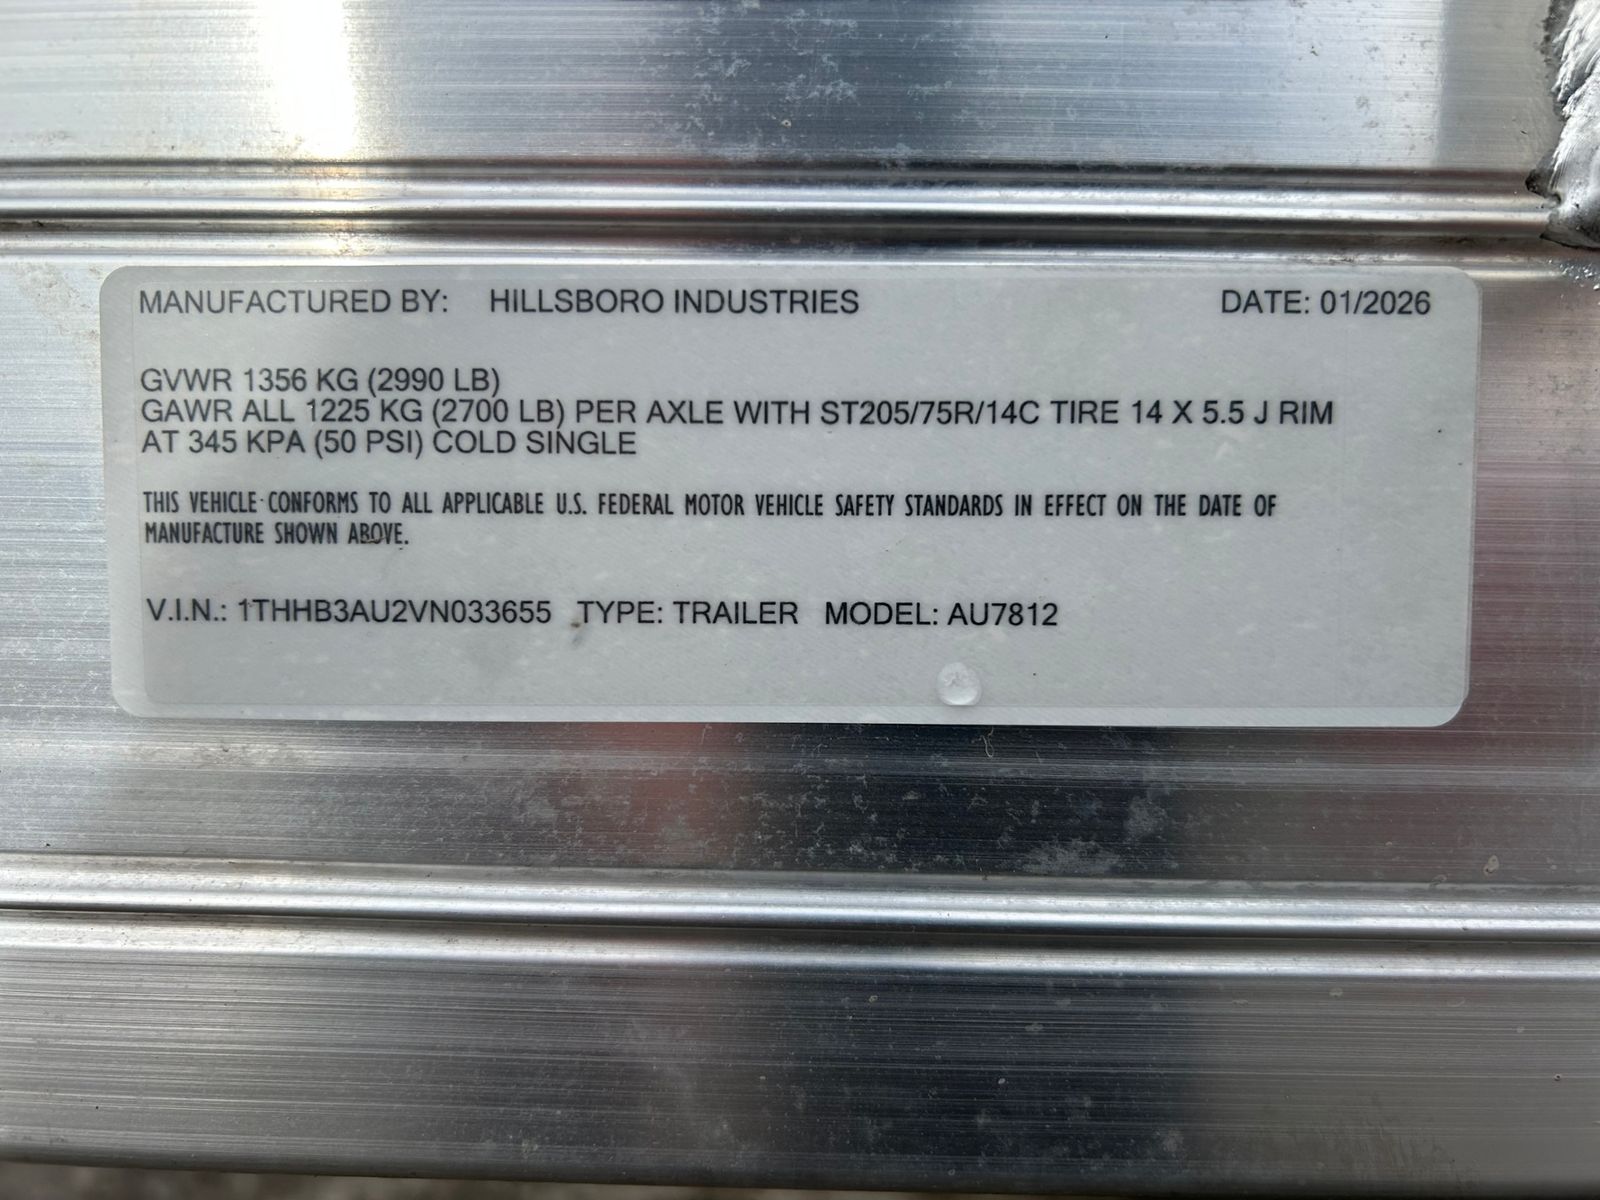 MANUFACTURED BY: HILLSBORO INDUSTRIES DATE: 01/2026
GVWR 1356 KG (2990 LB)
GAWR ALL 1225 KG (2700 LB) PER AXLE WITH ST205/75R/14C TIRE 14 X 5.5 J RIM
AT 345 KPA (50 PSI) COLD SINGLE
THIS VEHICLE CONFORMS TO ALL APPLICABLE U.S. FEDERAL MOTOR VEHICLE SAFETY STANDARDS IN EFFECT ON THE DATE OF
MANUFACTURE SHOWN ABOVE.
V.I.N.: 1THHB3AU2VN033655 TYPE: TRAILER MODEL: AU7812